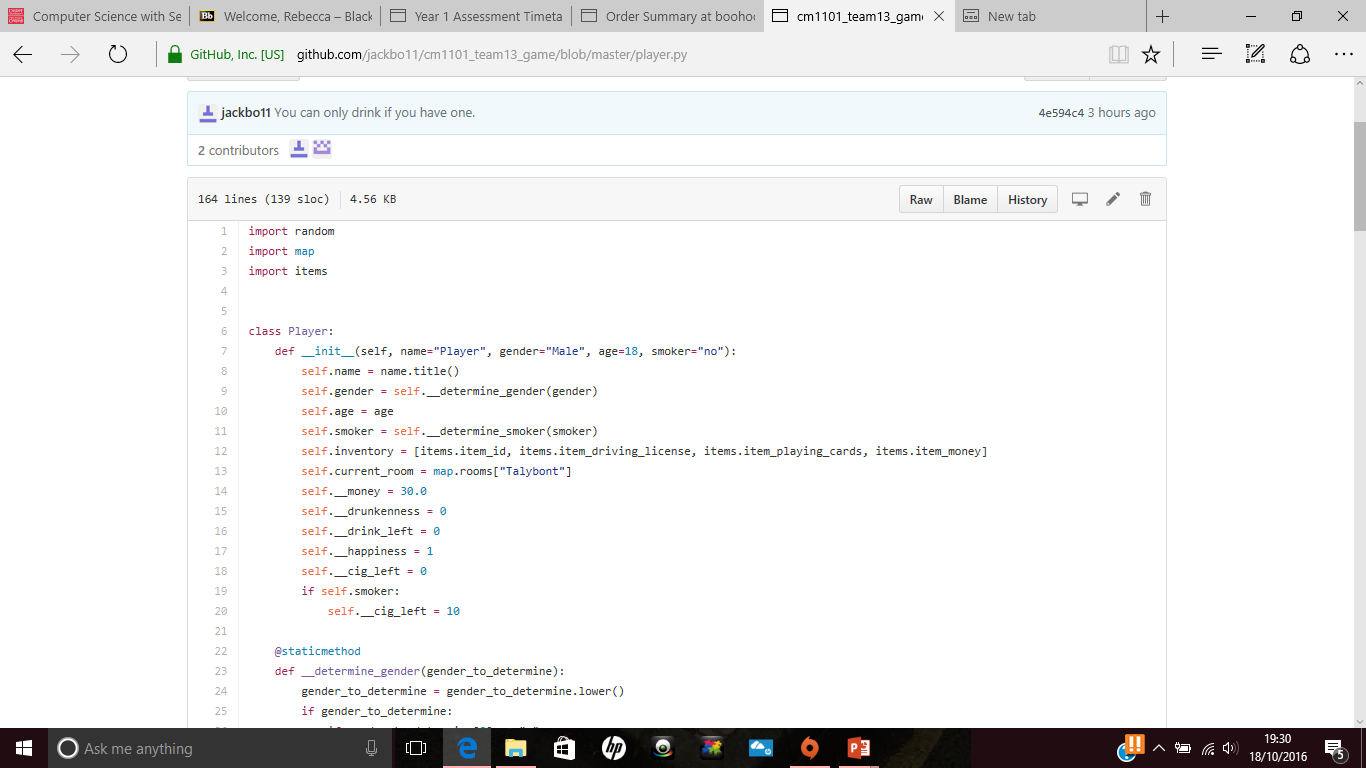 Computer Science with Se
Bb Welcome, Rebecca – Black
Year 1 Assessment Timeta
Order Summary at boohoo
cm1101_team13_game
New tab
GitHub, Inc. [US] github.com/jackbo11/cm1101_team13_game/blob/master/player.py
jackbo11 You can only drink if you have one. 4e594c4 3 hours ago
2 contributors
164 lines (139 sloc) 4.56 KB Raw Blame History
1 import random
2 import map
3 import items
4
5
6 class Player:
7 def __init__(self, name="Player", gender="Male", age=18, smoker="no"):
8 self.name = name.title()
9 self.gender = self.__determine_gender(gender)
10 self.age = age
11 self.smoker = self.__determine_smoker(smoker)
12 self.inventory = [items.item_id, items.item_driving_license, items.item_playing_cards, items.item_money]
13 self.current_room = map.rooms["Talybont"]
14 self.__money = 30.0
15 self.__drunkenness = 0
16 self.__drink_left = 0
17 self.__happiness = 1
18 self.__cig_left = 0
19 if self.smoker:
20 self.__cig_left = 10
21
22 @staticmethod
23 def __determine_gender(gender_to_determine):
24 gender_to_determine = gender_to_determine.lower()
25 if gender_to_determine:
Ask me anything
19:30
18/10/2016
5